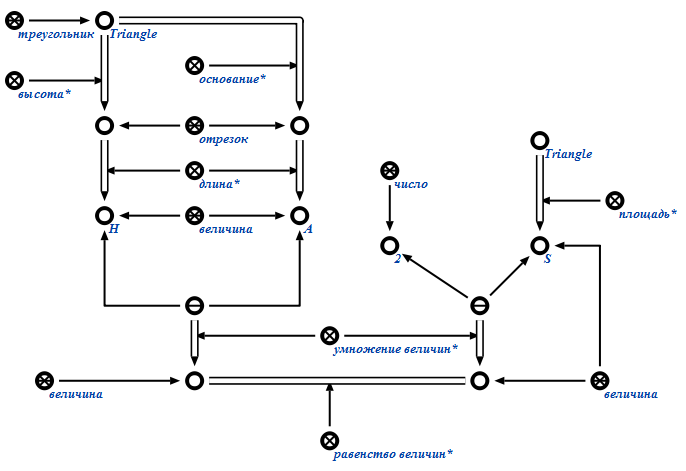 треугольник
Triangle
основание*
высота*
отрезок
Triangle
длина*
число
площадь*
H
величина
A
2
S
умножение величин*
величина
величина
равенство величин*